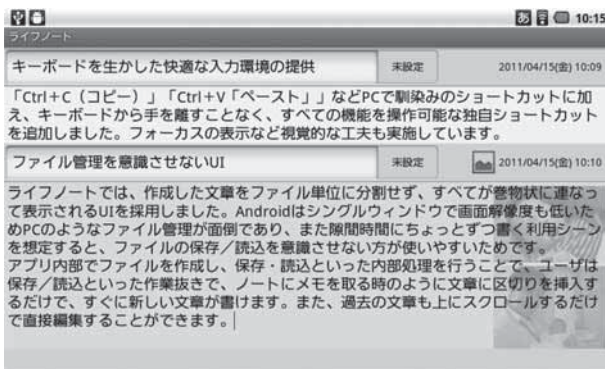 あ 10:15
ライフノート
キーボードを生かした快適な入力環境の提供 未設定 2011/04/15(金) 10:09
「Ctrl+C（コピー）」「Ctrl+V「ペースト」」などPCで馴染みのショートカットに加
え、キーボードから手を離すことなく、すべての機能を操作可能な独自ショートカット
を追加しました。フォーカスの表示など視覚的な工夫も実施しています。
ファイル管理を意識させないUI 未設定 2011/04/15(金) 10:10
ライフノートでは、作成した文章をファイル単位に分割せず、すべてが巻物状に連なっ
て表示されるUIを採用しました。Androidはシングルウィンドウで画面解像度も低いた
めPCのようなファイル管理が面倒であり、また隙間時間にちょっとずつ書く利用シーン
を想定すると、ファイルの保存／読込を意識させない方が使いやすいためです。
アプリ内部でファイルを作成し、保存・読込といった内部処理を行うことで、ユーザは
保存／読込といった作業抜きで、ノートにメモを取る時のように文章に区切りを挿入す
るだけで、すぐに新しい文章が書けます。また、過去の文章も上にスクロールするだけ
で直接編集することができます。